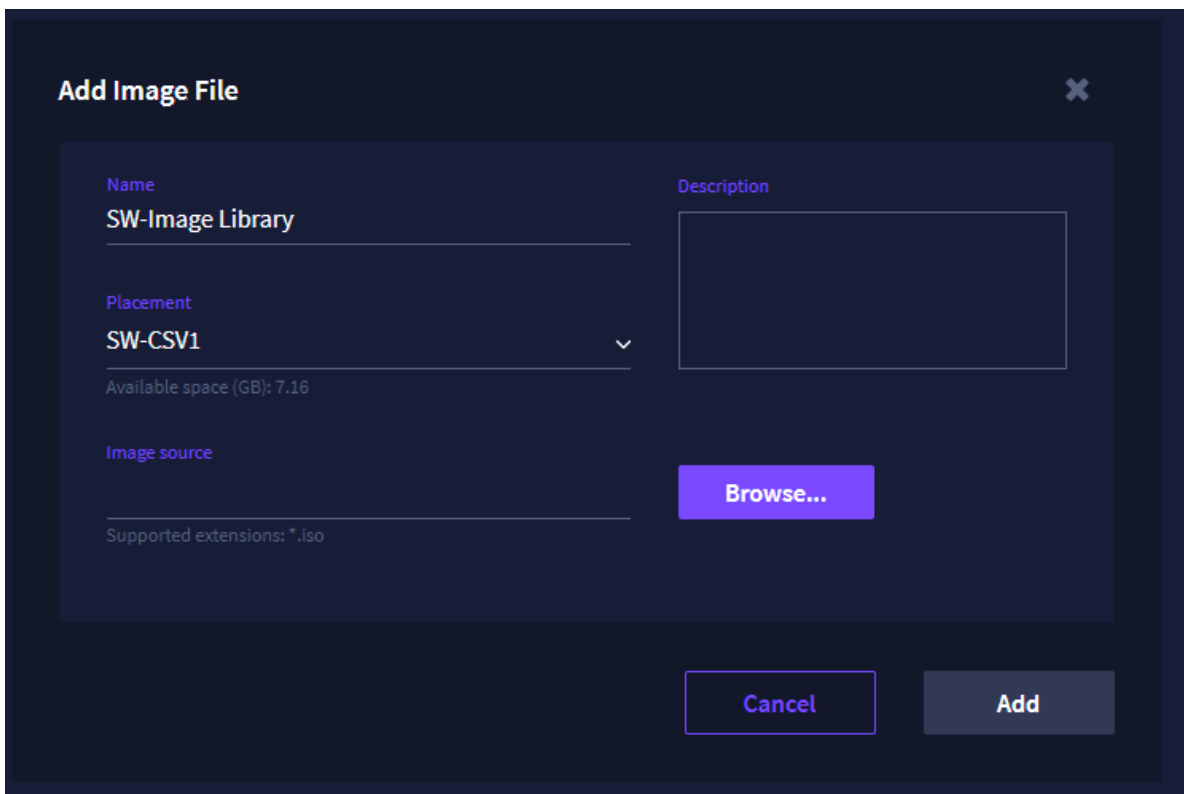 Add Image File
Name
SW-Image Library
Description
Placement
SW-CSV1
Available space (GB): 7.16
Image source
Browse...
Supported extensions: *.iso
Cancel
Add